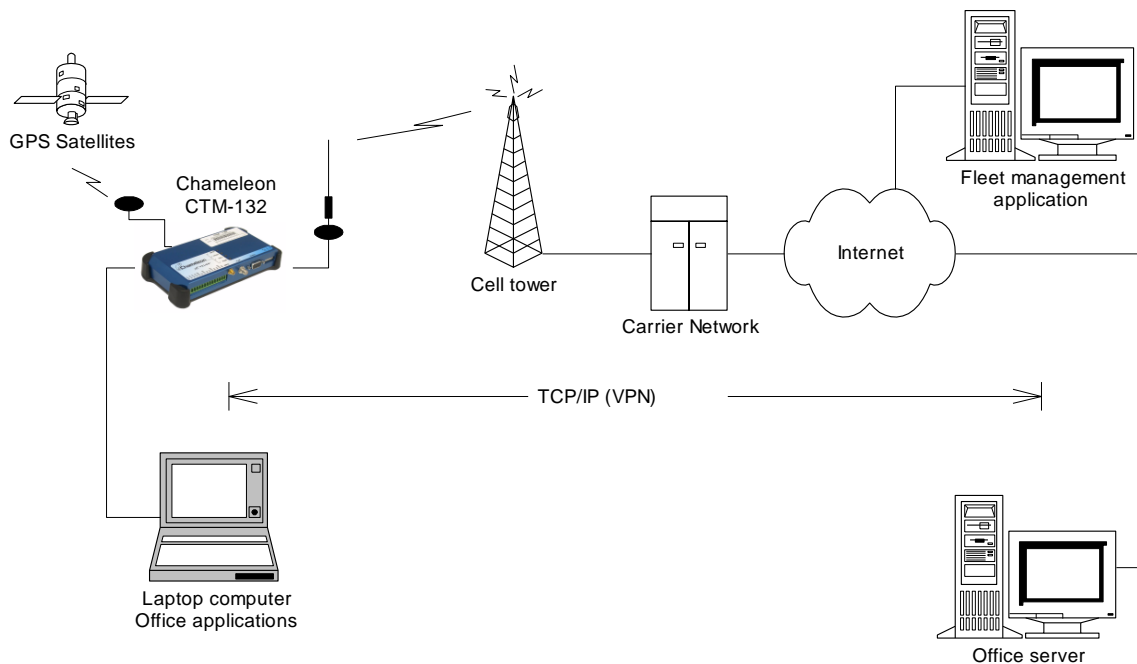 GPS Satellites
Chameleon
CTM-132
Cell tower
Carrier Network
Internet
Fleet management
application
TCP/IP (VPN)
Laptop computer
Office applications
Office server